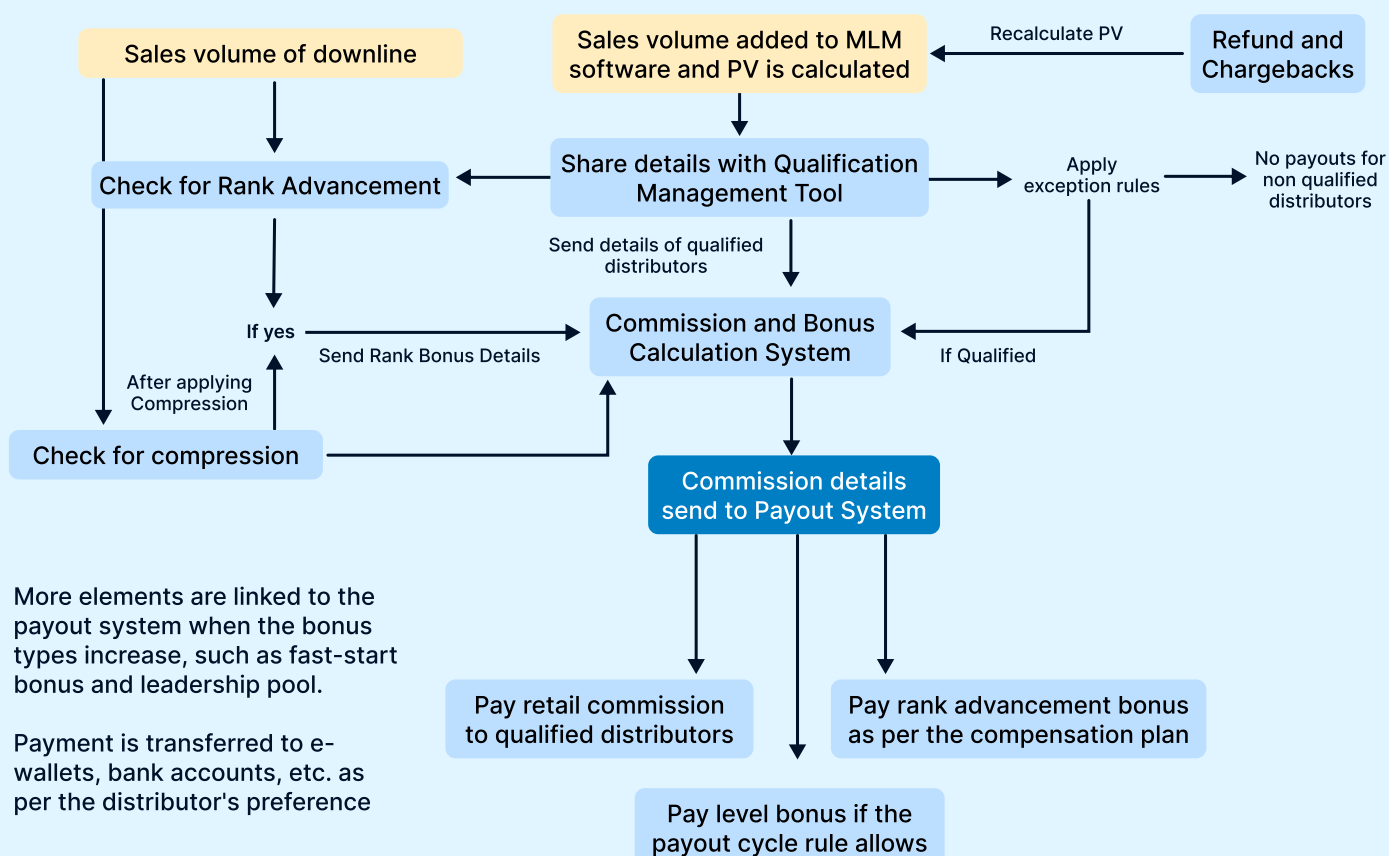 Sales volume of downline
Sales volume added to MLM
software and PV is calculated
Recalculate PV
Refund and
Chargebacks
Check for Rank Advancement
Share details with Qualification
Management Tool
Apply
exception rules
No payouts for
non qualified
distributors
Send details of qualified
distributors
If yes
Send Rank Bonus Details
Commission and Bonus
Calculation System
If Qualified
After applying
Compression
Check for compression
Commission details
send to Payout System
More elements are linked to the
payout system when the bonus
types increase, such as fast-start
bonus and leadership pool.
Payment is transferred to e-
wallets, bank accounts, etc. as
per the distributor's preference
Pay retail commission
to qualified distributors
Pay rank advancement bonus
as per the compensation plan
Pay level bonus if the
payout cycle rule allows